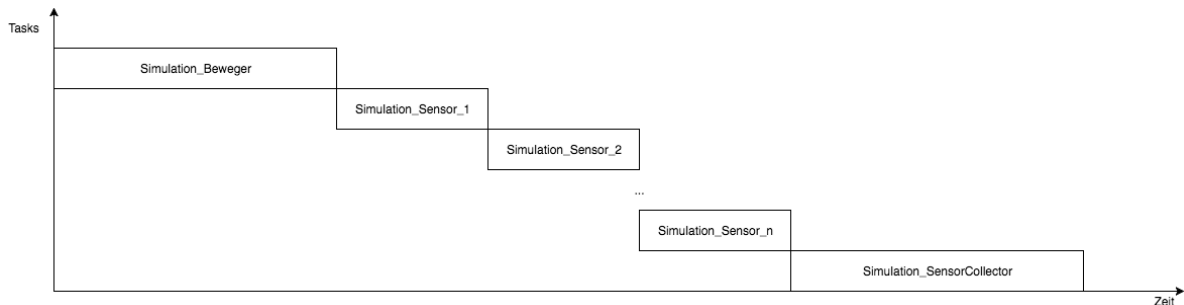 Tasks
Simulation_Beweger
Simulation_Sensor_1
Simulation_Sensor_2
...
Simulation_Sensor_n
Simulation_SensorCollector
Zeit